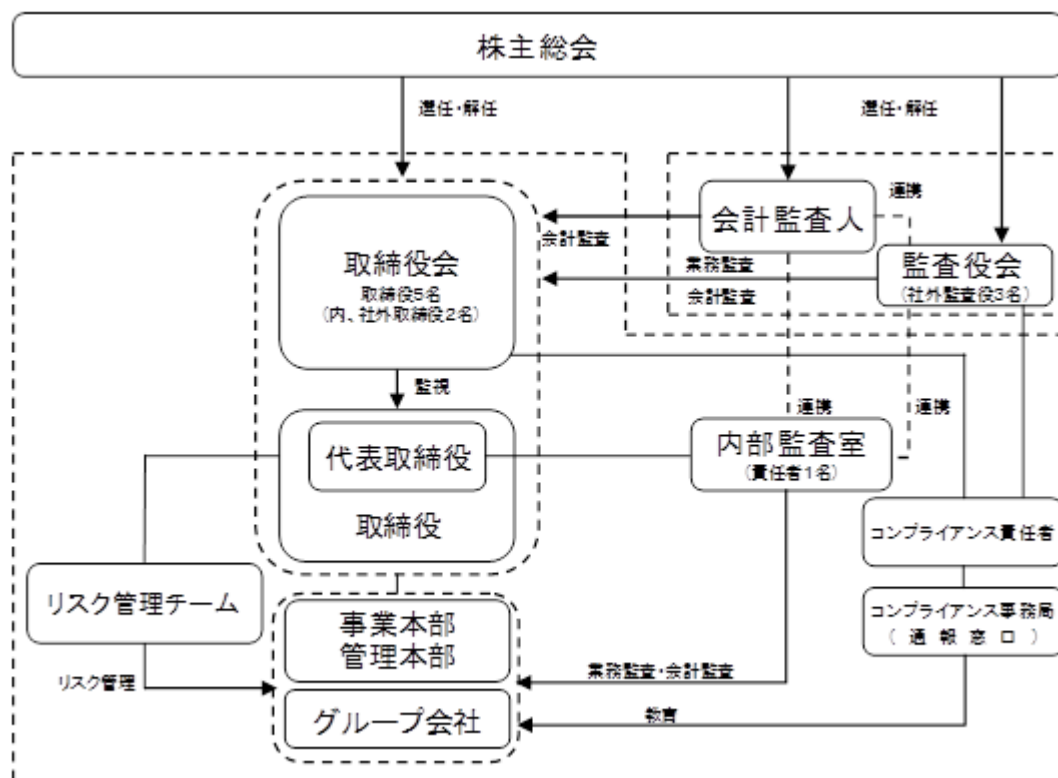 株主総会
選任・解任
選任・解任
会計監査人
連携
会計監査
取締役会
取締役5名
(内、社外取締役2名)
業務監査
会計監査
監査役会
(社外監査役3名)
監視
連携
連携
代表取締役
取締役
内部監査室
(責任者1名)
コンプライアンス責任者
リスク管理チーム
コンプライアンス事務局
(通報窓口)
事業本部
管理本部
リスク管理
業務監査・会計監査
グループ会社
教育